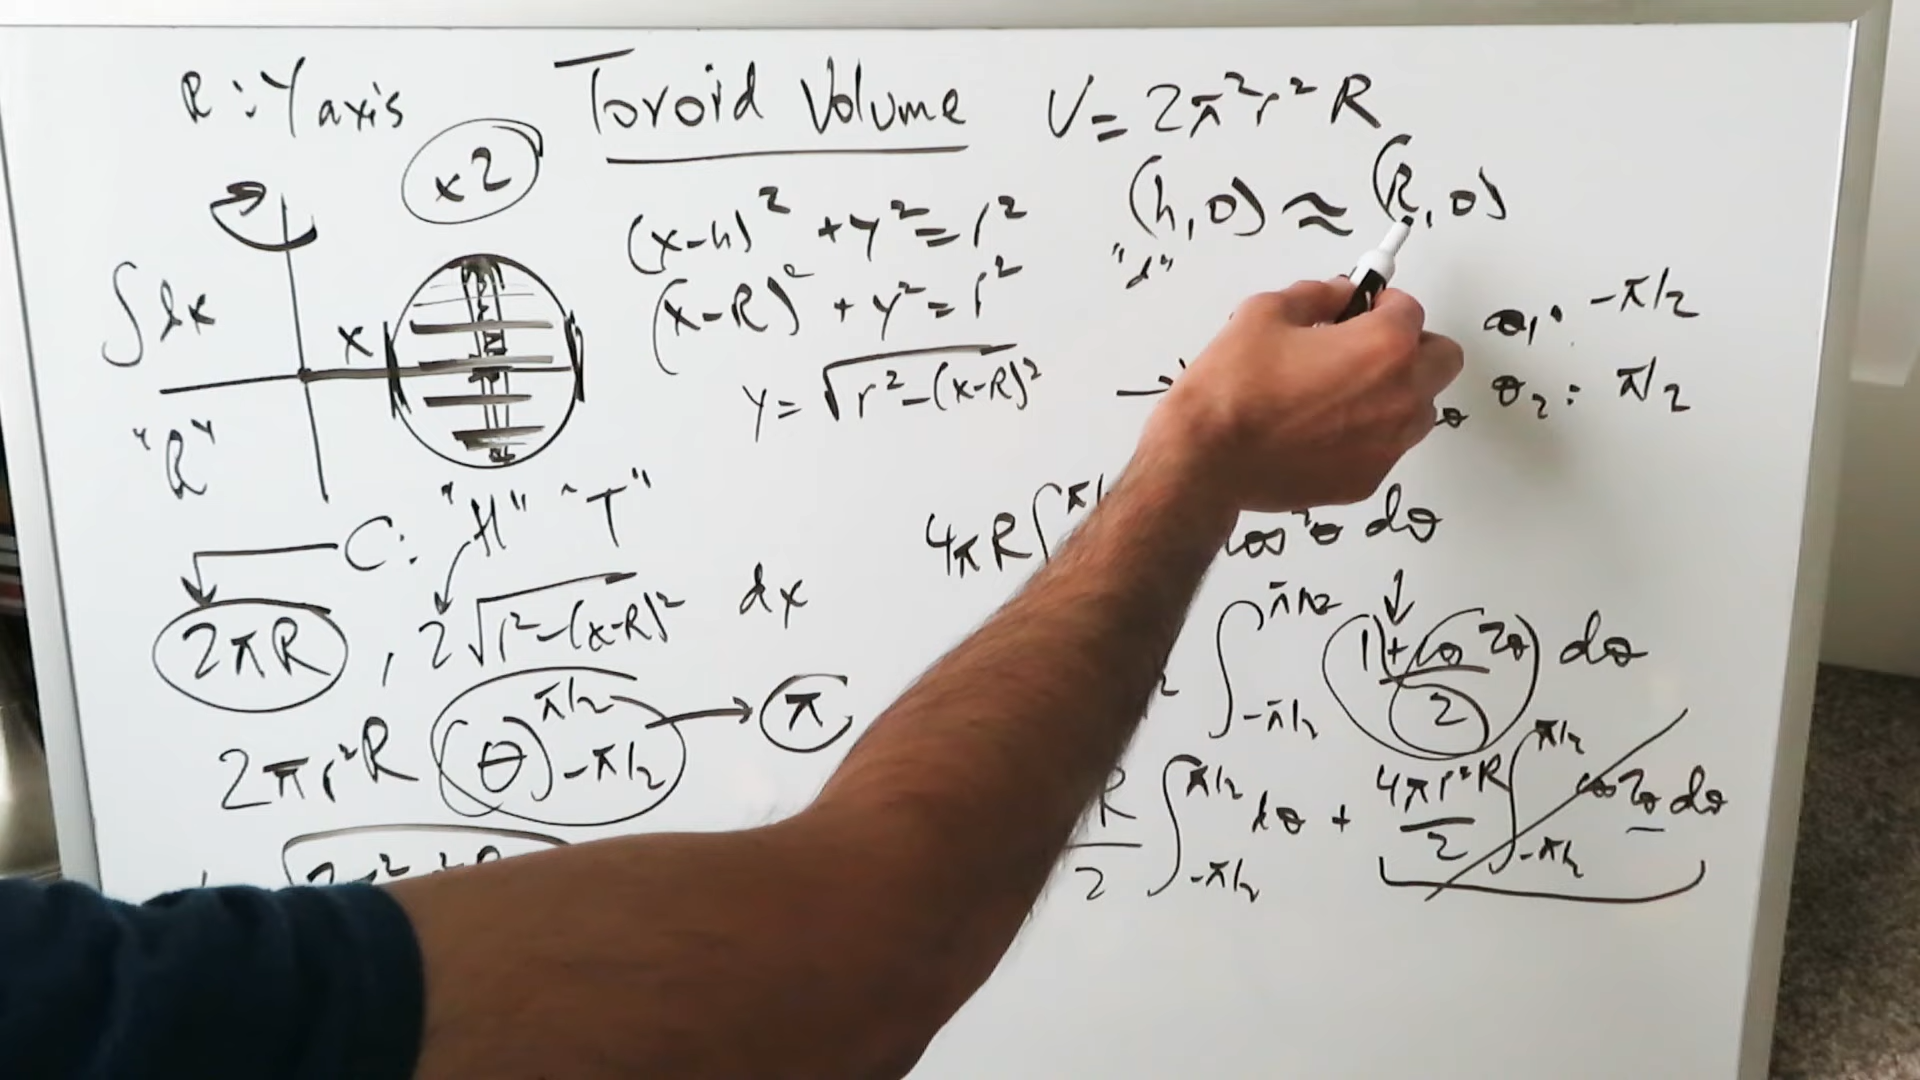 R : Y axis
Toroid Volume
V = 2π²r²R
x2
(x-h)² + y² = r²
(h,0) ≈ (R,0)
"d"
(x-R)² + y² = r²
∫dx
x
θ₁: -π/2
y = √r²-(x-R)²
→
θ₂: π/2
"R"
C: "H" "T"
4πR∫π/
cos²θ dθ
2πR , 2√r²-(x-R)² dx
∫π/2 -π/2 (1+cos 2θ)/2 dθ
2πr²R (θ)π/2 -π/2 → π
R/2 ∫π/2 -π/2 dθ + 4πr²R/2 ∫π/2 -π/2 cos 2θ dθ